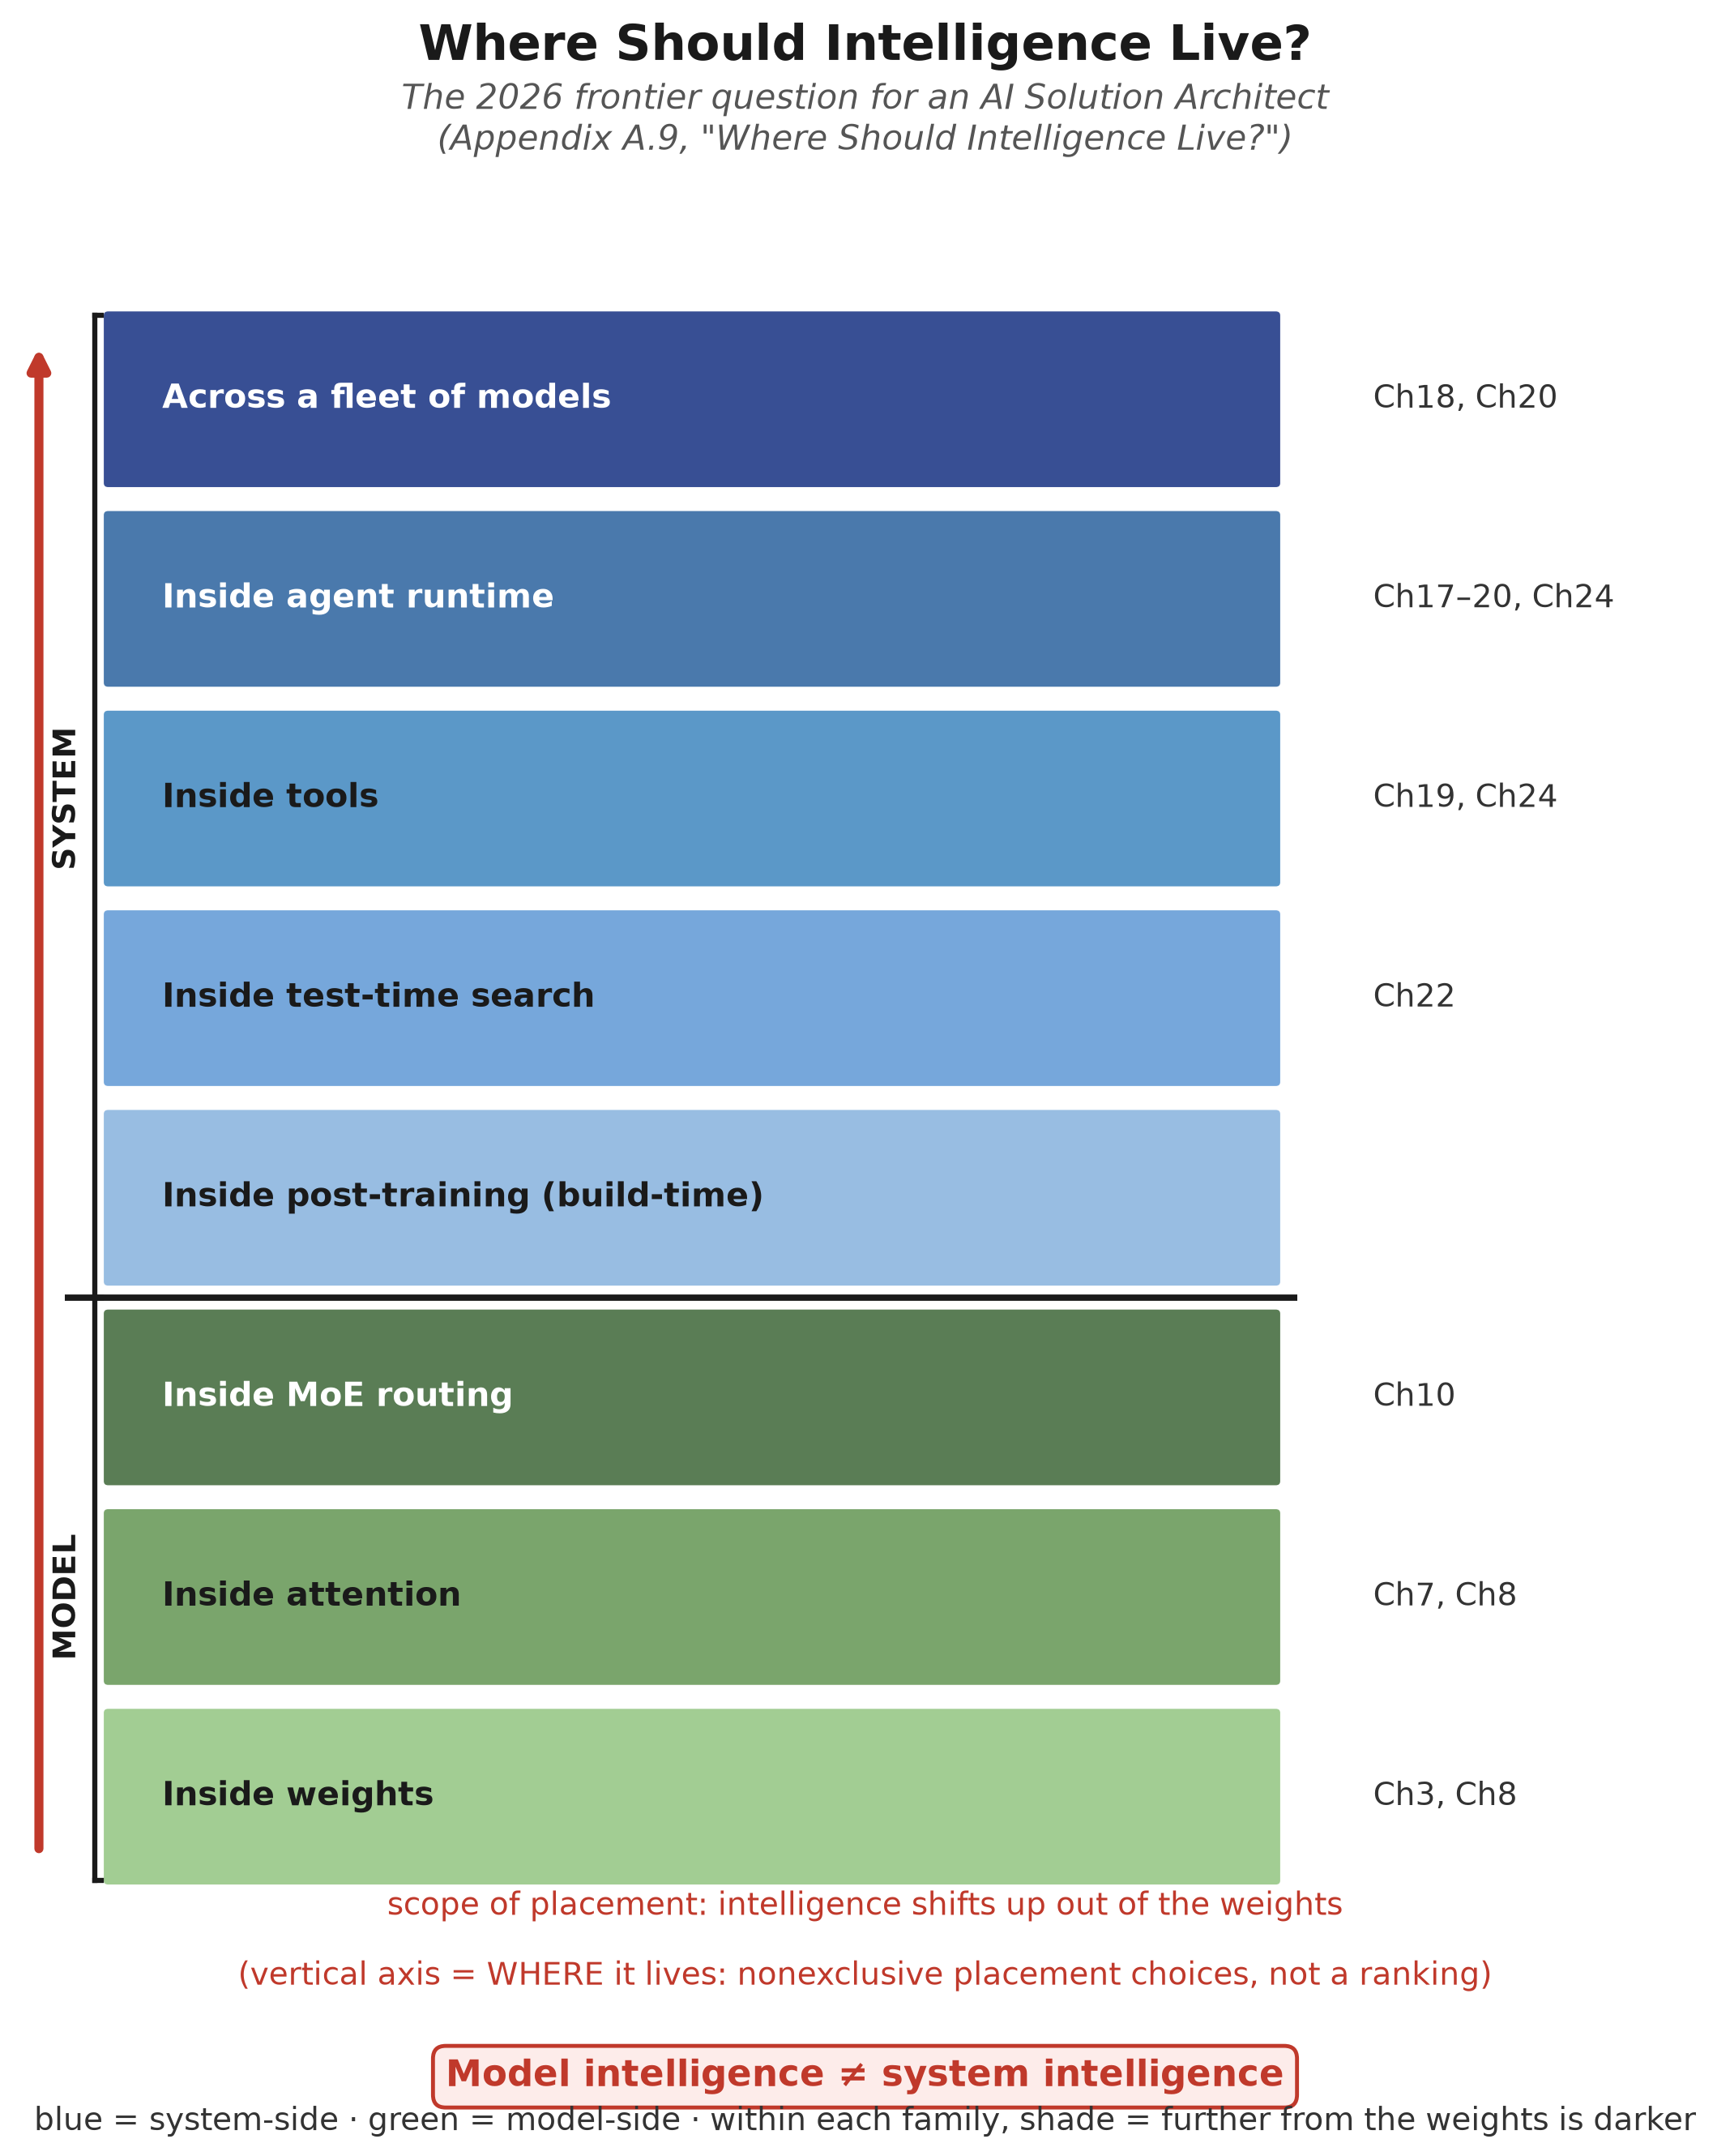 Where Should Intelligence Live?
The 2026 frontier question for an AI Solution Architect
(Appendix A.9, "Where Should Intelligence Live?")
SYSTEM
Across a fleet of models
Ch18, Ch20
Inside agent runtime
Ch17–20, Ch24
Inside tools
Ch19, Ch24
Inside test-time search
Ch22
Inside post-training (build-time)
MODEL
Inside MoE routing
Ch10
Inside attention
Ch7, Ch8
Inside weights
Ch3, Ch8
scope of placement: intelligence shifts up out of the weights
(vertical axis = WHERE it lives: nonexclusive placement choices, not a ranking)
Model intelligence ≠ system intelligence
blue = system-side · green = model-side · within each family, shade = further from the weights is darker